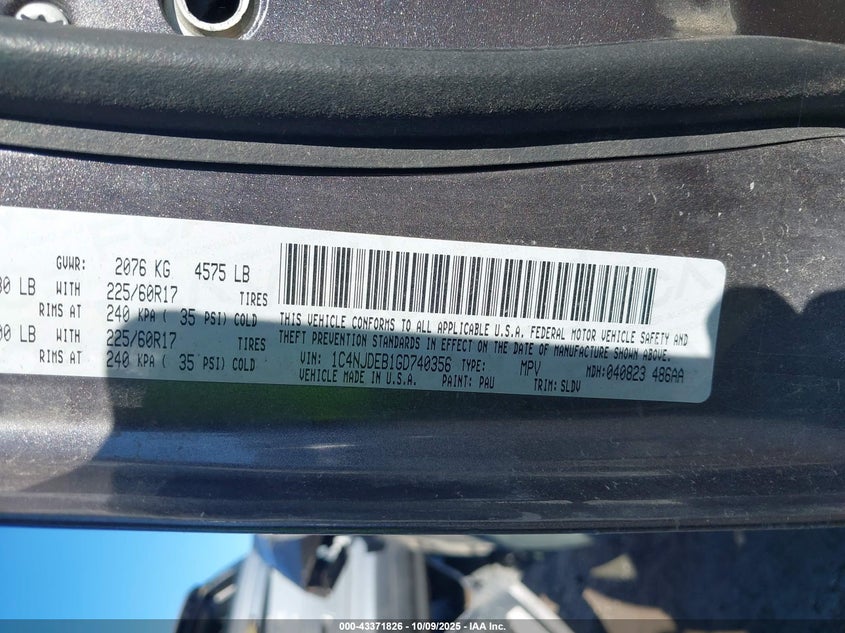 GVWR: 2076 KG 4575 LB
LB WITH 225/60R17 TIRES
RIMS AT 240 KPA ( 35 PSI) COLD
00 LB WITH 225/60R17 TIRES
RIMS AT 240 KPA ( 35 PSI) COLD
THIS VEHICLE CONFORMS TO ALL APPLICABLE U.S.A. FEDERAL MOTOR VEHICLE SAFETY AND
THEFT PREVENTION STANDARDS IN EFFECT ON THE DATE OF MANUFACTURE SHOWN ABOVE.
VIN: 1C4NJDEB1GD740356 TYPE: MPV MDH:040823 486AA
VEHICLE MADE IN U.S.A. PAINT: PAU TRIM: SLDV
000-43371826 - 10/09/2025 - IAA Inc.